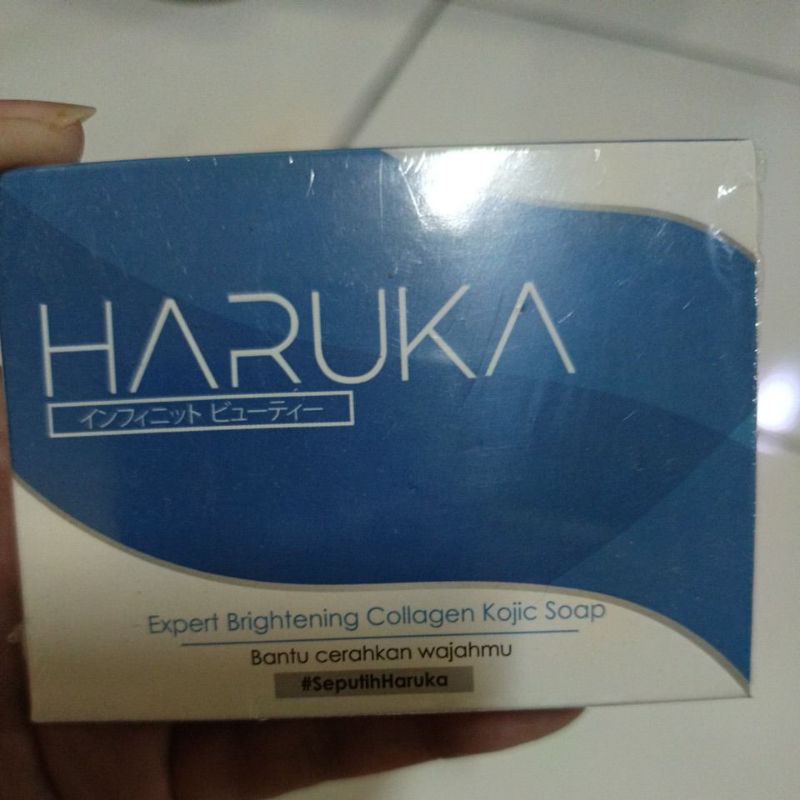 HARUKA
インフィニット ビューティー
Expert Brightening Collagen Kojic Soap
Bantu cerahkan wajahmu
#SeputihHaruka